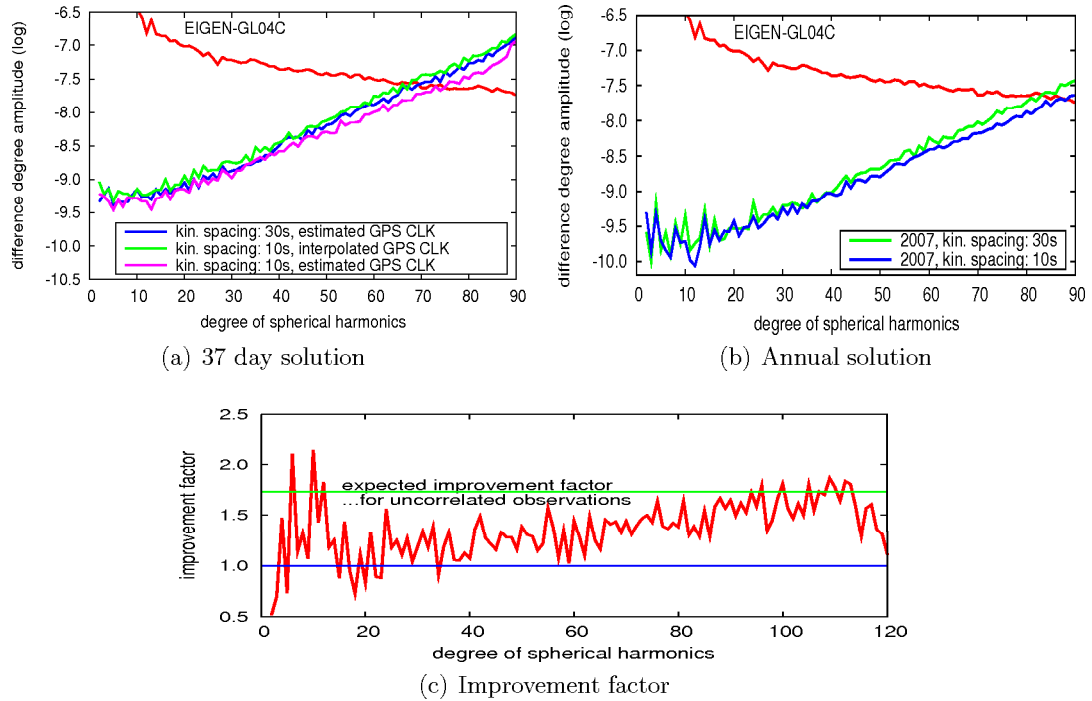 difference degree amplitude (log)
-6.5
-7.0
-7.5
-8.0
-8.5
-9.0
-9.5
-10.0
-10.5
EIGEN-GL04C
kin. spacing: 30s, estimated GPS CLK
kin. spacing: 10s, interpolated GPS CLK
kin. spacing: 10s, estimated GPS CLK
0 10 20 30 40 50 60 70 80 90
degree of spherical harmonics
(a) 37 day solution
difference degree amplitude (log)
-6.5
-7.0
-7.5
-8.0
-8.5
-9.0
-9.5
-10.0
EIGEN-GL04C
2007, kin. spacing: 30s
2007, kin. spacing: 10s
0 10 20 30 40 50 60 70 80 90
degree of spherical harmonics
(b) Annual solution
improvement factor
2.5
2.0
1.5
1.0
0.5
expected improvement factor
...for uncorrelated observations
0 20 40 60 80 100 120
degree of spherical harmonics
(c) Improvement factor